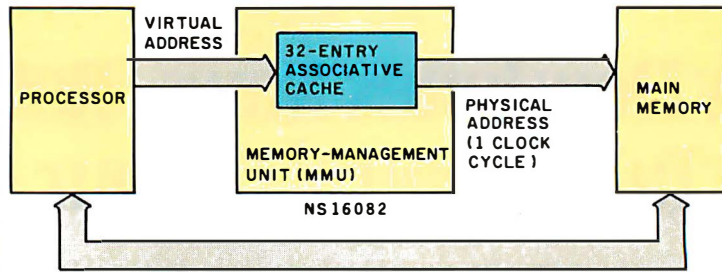 VIRTUAL
ADDRESS
PROCESSOR
32-ENTRY
ASSOCIATIVE
CACHE
MEMORY-MANAGEMENT
UNIT (MMU)
NS16082
PHYSICAL
ADDRESS
(1 CLOCK
CYCLE)
MAIN
MEMORY